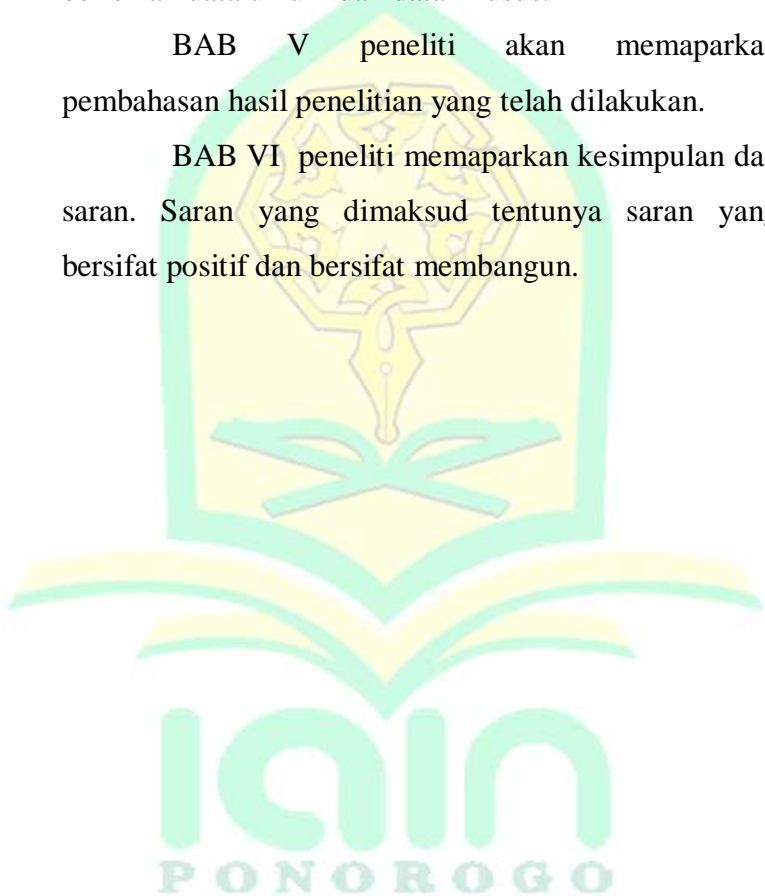 BAB V peneliti akan memaparka
pembahasan hasil penelitian yang telah dilakukan.
BAB VI peneliti memaparkan kesimpulan da
saran. Saran yang dimaksud tentunya saran yan
bersifat positif dan bersifat membangun.
iain
PONOROGO